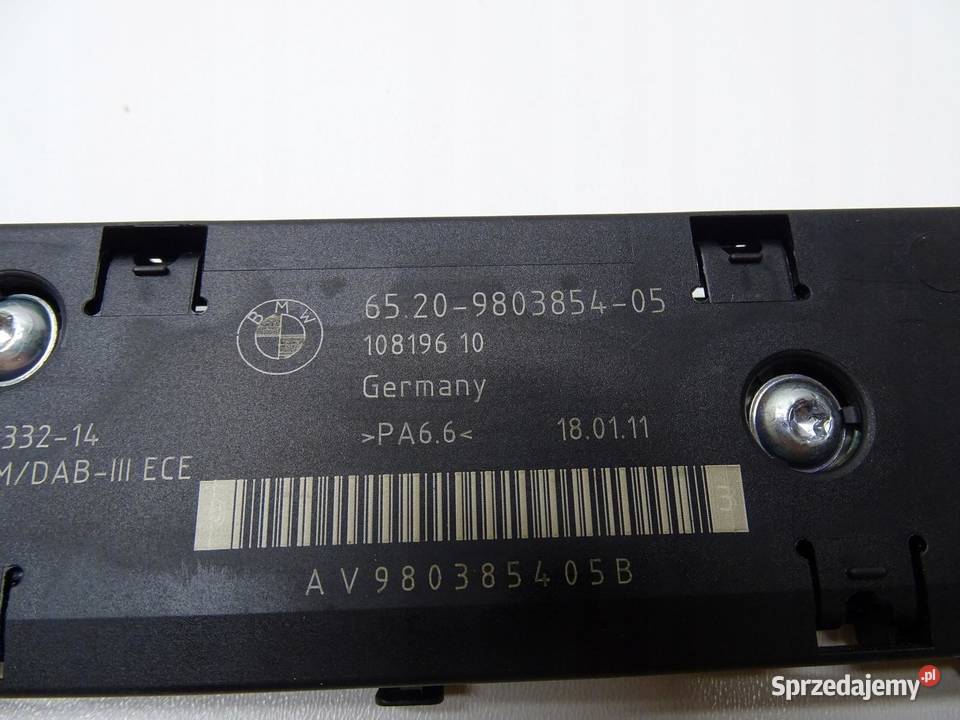 BMW
65.20-9803854-05
108196 10
Germany
>PA6.6<
18.01.11
332-14
M/DAB-III ECE
3
AV980385405B
Sprzedajemy.pl